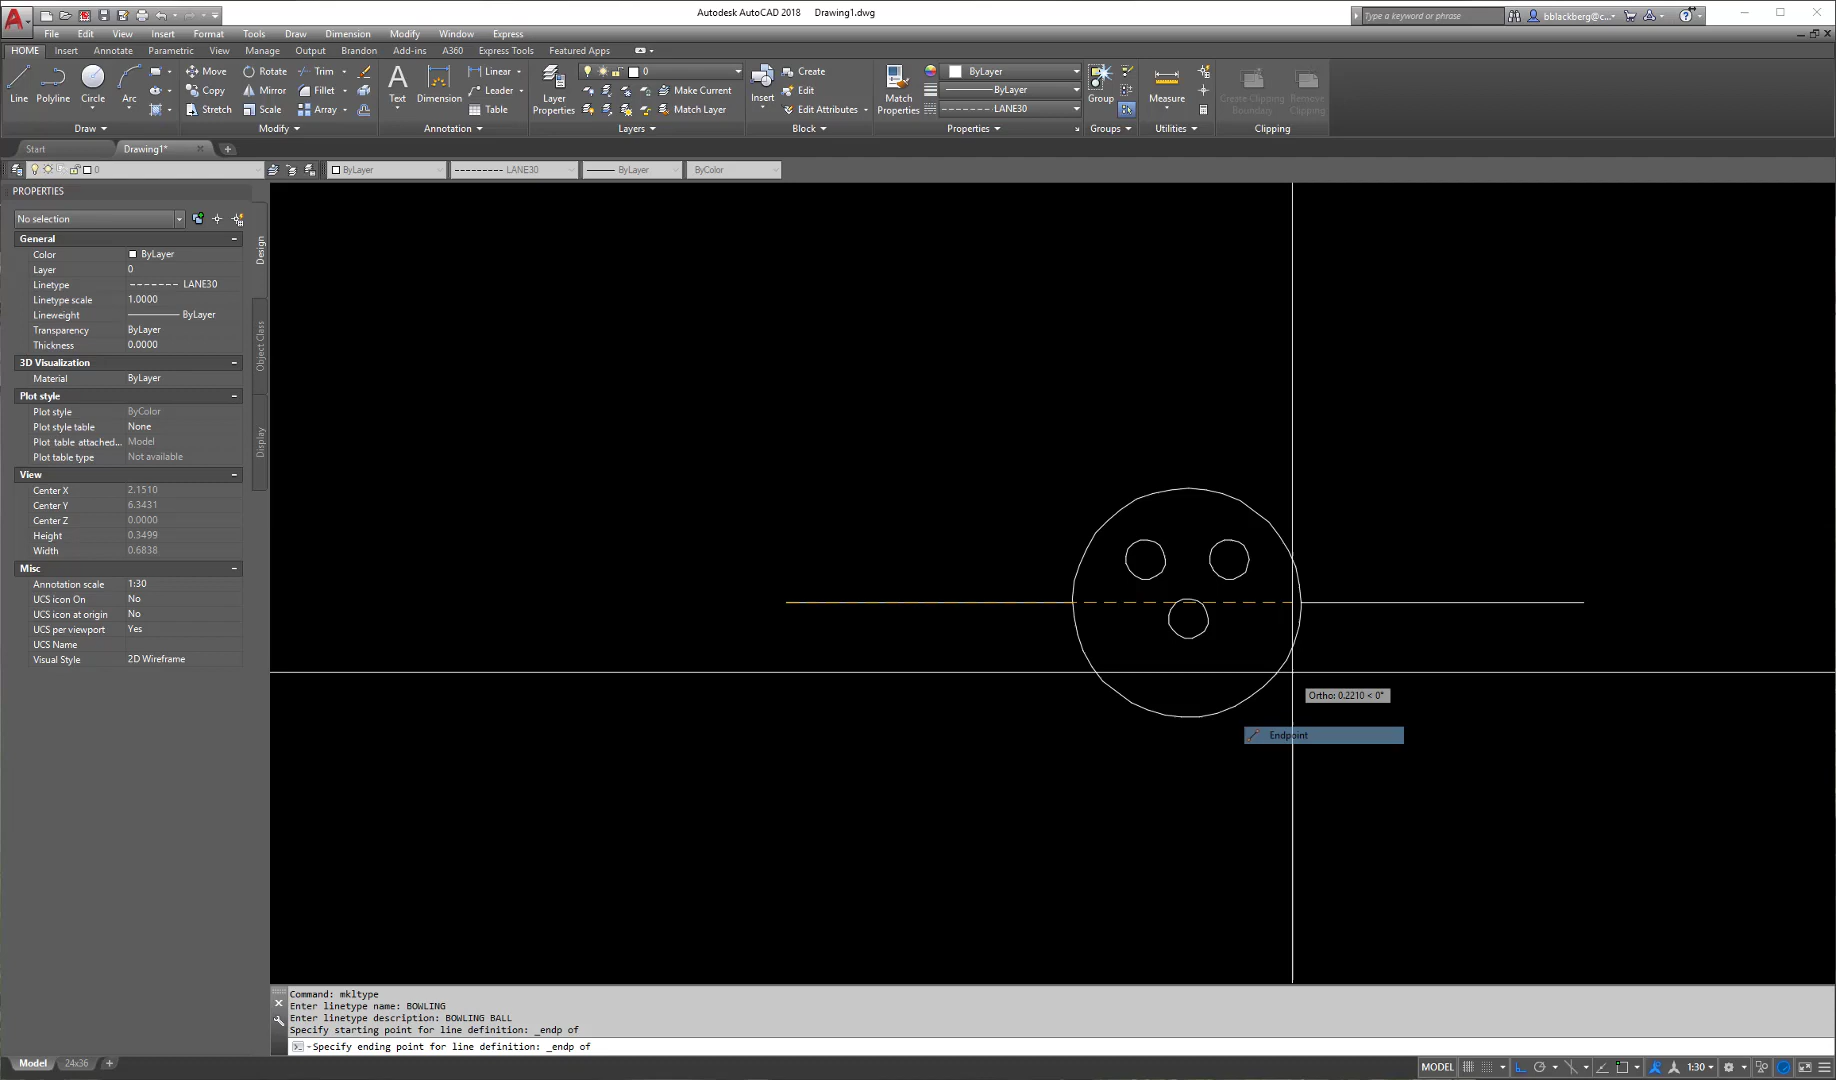 Autodesk AutoCAD 2018 Drawing1.dwg
Type a keyword or phrase
bblackberg@c...
File Edit View Insert Format Tools Draw Dimension Modify Window Express
HOME Insert Annotate Parametric View Manage Output Brandon Add-ins A360 Express Tools Featured Apps
Line Polyline Circle Arc
Move Rotate Trim
Copy Mirror Fillet
Stretch Scale Array
Text Dimension
Linear
Leader
Table
Layer Properties
0
Make Current
Match Layer
Insert
Create
Edit
Edit Attributes
Match Properties
ByLayer
ByLayer
LANE30
Group
Measure
Create Clipping Boundary
Remove Clipping
Draw Modify Annotation Layers Block Properties Groups Utilities Clipping
Start Drawing1*
0 ByLayer LANE30 ByLayer ByColor
PROPERTIES
No selection
General
Color ByLayer
Layer 0
Linetype LANE30
Linetype scale 1.0000
Lineweight ByLayer
Transparency ByLayer
Thickness 0.0000
3D Visualization
Material ByLayer
Plot style
Plot style ByColor
Plot style table None
Plot table attached... Model
Plot table type Not available
View
Center X 2.1510
Center Y 6.3431
Center Z 0.0000
Height 0.3499
Width 0.6838
Misc
Annotation scale 1:30
UCS icon On No
UCS icon at origin No
UCS per viewport Yes
UCS Name
Visual Style 2D Wireframe
Design
Object Class
Display
Ortho: 0.2210 < 0°
Endpoint
Command: mkltype
Enter linetype name: BOWLING
Enter linetype description: BOWLING BALL
Specify starting point for line definition: _endp of
Specify ending point for line definition: _endp of
Model 24x36
MODEL 1:30